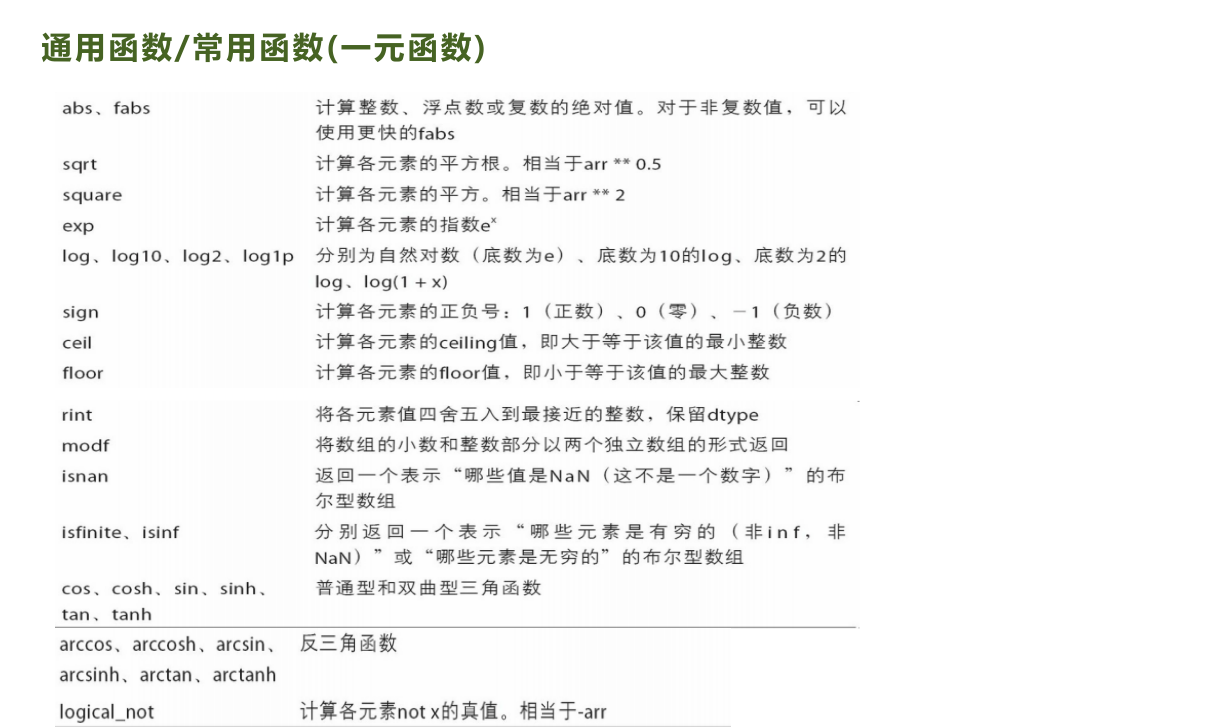 通用函数/常用函数(一元函数)
abs、fabs 计算整数、浮点数或复数的绝对值。对于非复数值，可以
使用更快的fabs
sqrt 计算各元素的平方根。相当于arr ** 0.5
square 计算各元素的平方。相当于arr ** 2
exp 计算各元素的指数eˣ
log、log10、log2、log1p 分别为自然对数（底数为e）、底数为10的log、底数为2的
log、log(1 + x)
sign 计算各元素的正负号：1（正数）、0（零）、－1（负数）
ceil 计算各元素的ceiling值，即大于等于该值的最小整数
floor 计算各元素的floor值，即小于等于该值的最大整数
rint 将各元素值四舍五入到最接近的整数，保留dtype
modf 将数组的小数和整数部分以两个独立数组的形式返回
isnan 返回一个表示“哪些值是NaN（这不是一个数字）”的布
尔型数组
isfinite、isinf 分别返回一个表示“哪些元素是有穷的（非inf，非
NaN）”或“哪些元素是无穷的”的布尔型数组
cos、cosh、sin、sinh、 普通型和双曲型三角函数
tan、tanh
arccos、arccosh、arcsin、 反三角函数
arcsinh、arctan、arctanh
logical_not 计算各元素not x的真值。相当于-arr